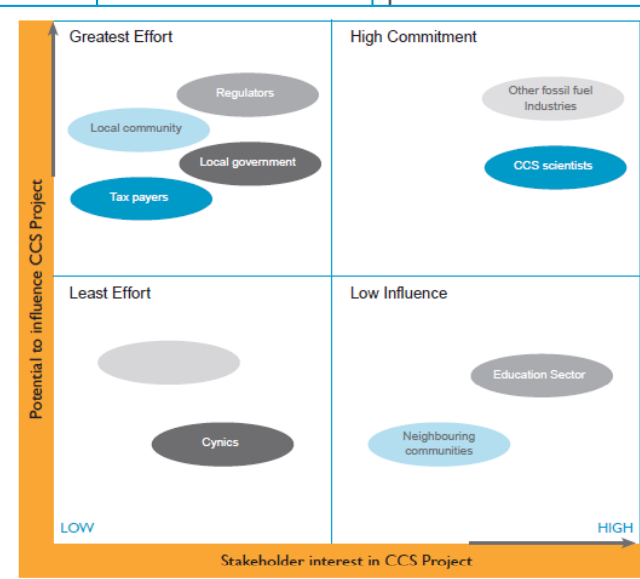 Greatest Effort
High Commitment
Regulators
Other fossil fuel
Industries
Local community
Local government
CCS scientists
Tax payers
Least Effort
Low Influence
Education Sector
Cynics
Neighbouring
communities
Potential to influence CCS Project
LOW
HIGH
Stakeholder interest in CCS Project